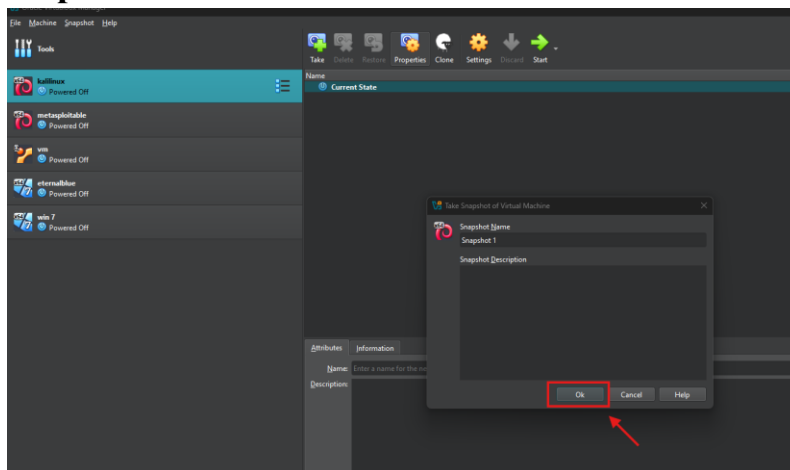 File Machine Snapshot Help
Tools
Take Delete Restore Properties Clone Settings Discard Start
kalilinux
Powered Off
metasploitable
Powered Off
vm
Powered Off
eternalblue
Powered Off
win 7
Powered Off
Name
Current State
Take Snapshot of Virtual Machine
Snapshot Name
Snapshot 1
Snapshot Description
Ok Cancel Help
Attributes Information
Name: Enter a name for the
Description: